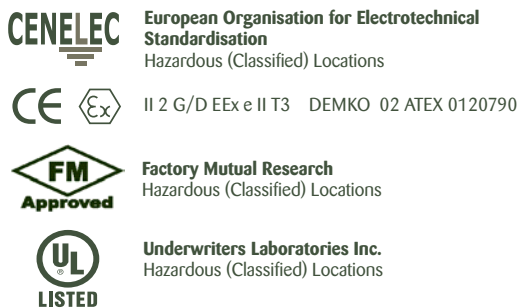 CENELEC
European Organisation for Electrotechnical
Standardisation
Hazardous (Classified) Locations
CE Ex II 2 G/D EEx e II T3 DEMKO 02 ATEX 0120790
FM
Approved
Factory Mutual Research
Hazardous (Classified) Locations
UL
®
LISTED
Underwriters Laboratories Inc.
Hazardous (Classified) Locations